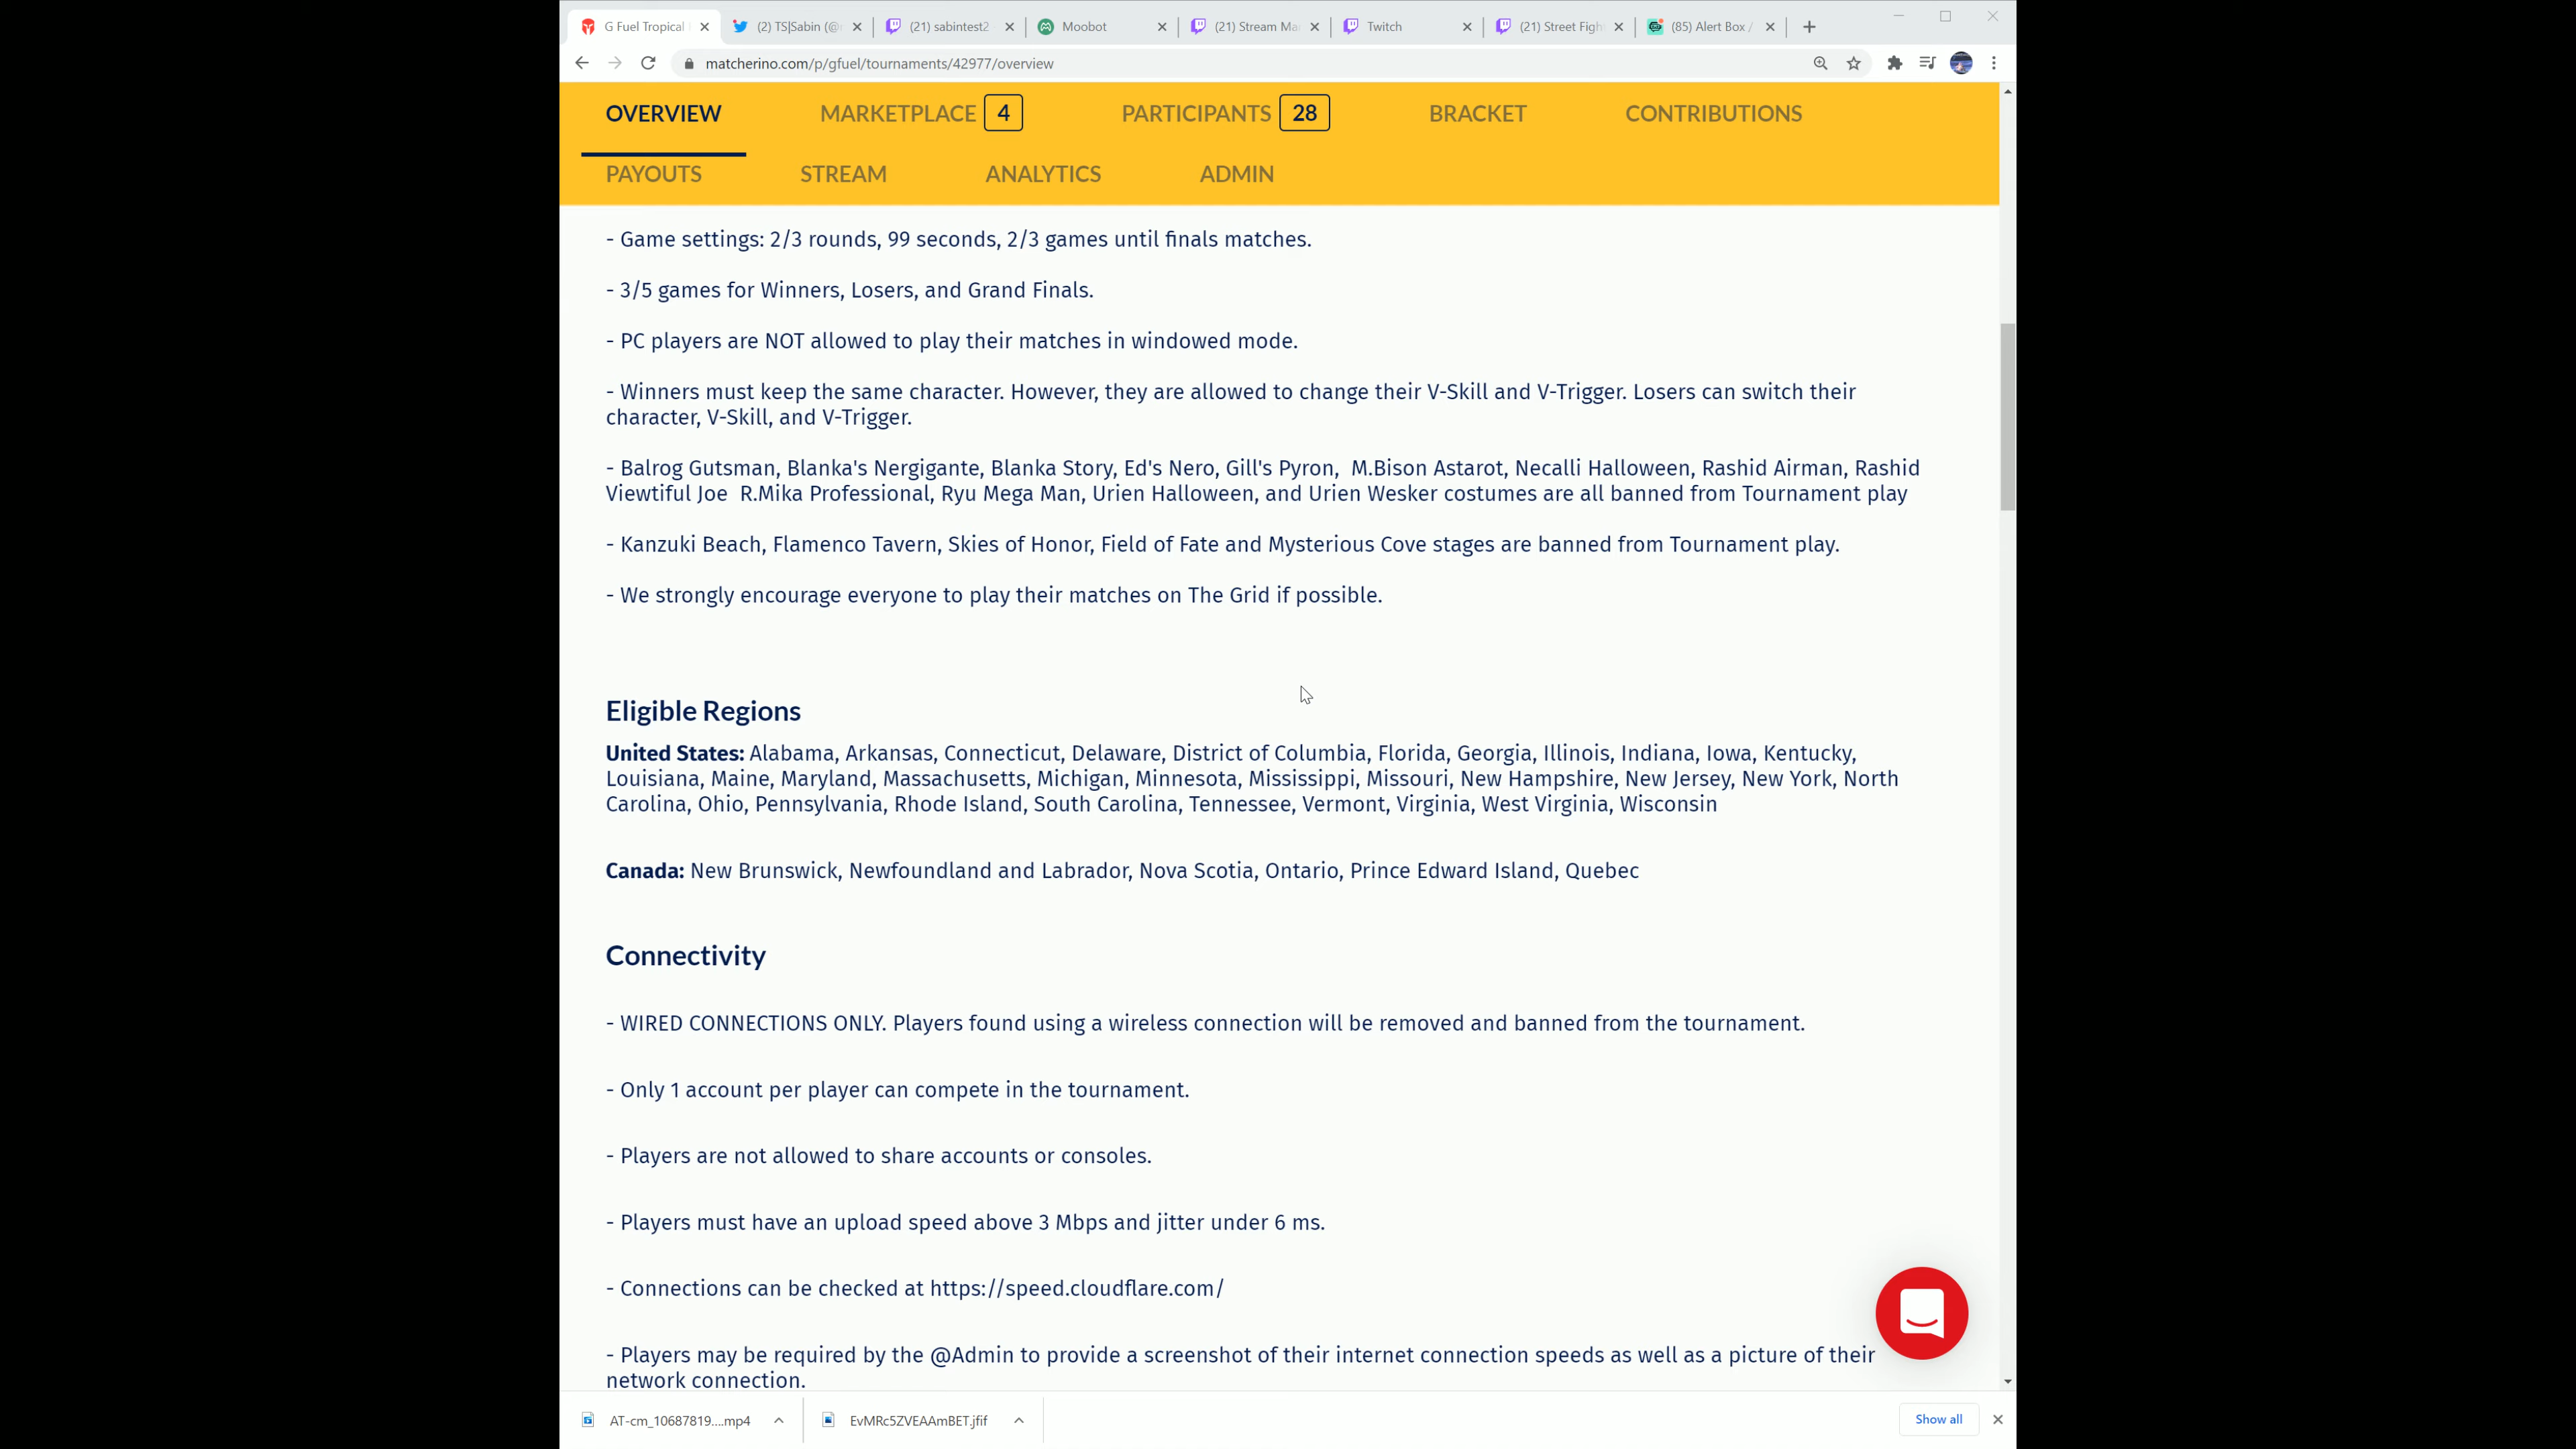 G Fuel Tropical
(2) TS|Sabin (@
(21) sabintest2
Moobot
(21) Stream Ma
Twitch
(21) Street Figh
(85) Alert Box /
matcherino.com/p/gfuel/tournaments/42977/overview
OVERVIEW
MARKETPLACE 4
PARTICIPANTS 28
BRACKET
CONTRIBUTIONS
PAYOUTS
STREAM
ANALYTICS
ADMIN
- Game settings: 2/3 rounds, 99 seconds, 2/3 games until finals matches.
- 3/5 games for Winners, Losers, and Grand Finals.
- PC players are NOT allowed to play their matches in windowed mode.
- Winners must keep the same character. However, they are allowed to change their V-Skill and V-Trigger. Losers can switch their
character, V-Skill, and V-Trigger.
- Balrog Gutsman, Blanka's Nergigante, Blanka Story, Ed's Nero, Gill's Pyron,  M.Bison Astarot, Necalli Halloween, Rashid Airman, Rashid
Viewtiful Joe  R.Mika Professional, Ryu Mega Man, Urien Halloween, and Urien Wesker costumes are all banned from Tournament play
- Kanzuki Beach, Flamenco Tavern, Skies of Honor, Field of Fate and Mysterious Cove stages are banned from Tournament play.
- We strongly encourage everyone to play their matches on The Grid if possible.
Eligible Regions
United States: Alabama, Arkansas, Connecticut, Delaware, District of Columbia, Florida, Georgia, Illinois, Indiana, Iowa, Kentucky,
Louisiana, Maine, Maryland, Massachusetts, Michigan, Minnesota, Mississippi, Missouri, New Hampshire, New Jersey, New York, North
Carolina, Ohio, Pennsylvania, Rhode Island, South Carolina, Tennessee, Vermont, Virginia, West Virginia, Wisconsin
Canada: New Brunswick, Newfoundland and Labrador, Nova Scotia, Ontario, Prince Edward Island, Quebec
Connectivity
- WIRED CONNECTIONS ONLY. Players found using a wireless connection will be removed and banned from the tournament.
- Only 1 account per player can compete in the tournament.
- Players are not allowed to share accounts or consoles.
- Players must have an upload speed above 3 Mbps and jitter under 6 ms.
- Connections can be checked at https://speed.cloudflare.com/
- Players may be required by the @Admin to provide a screenshot of their internet connection speeds as well as a picture of their
network connection.
AT-cm_10687819....mp4
EvMRc5ZVEAAmBET.jfif
Show all